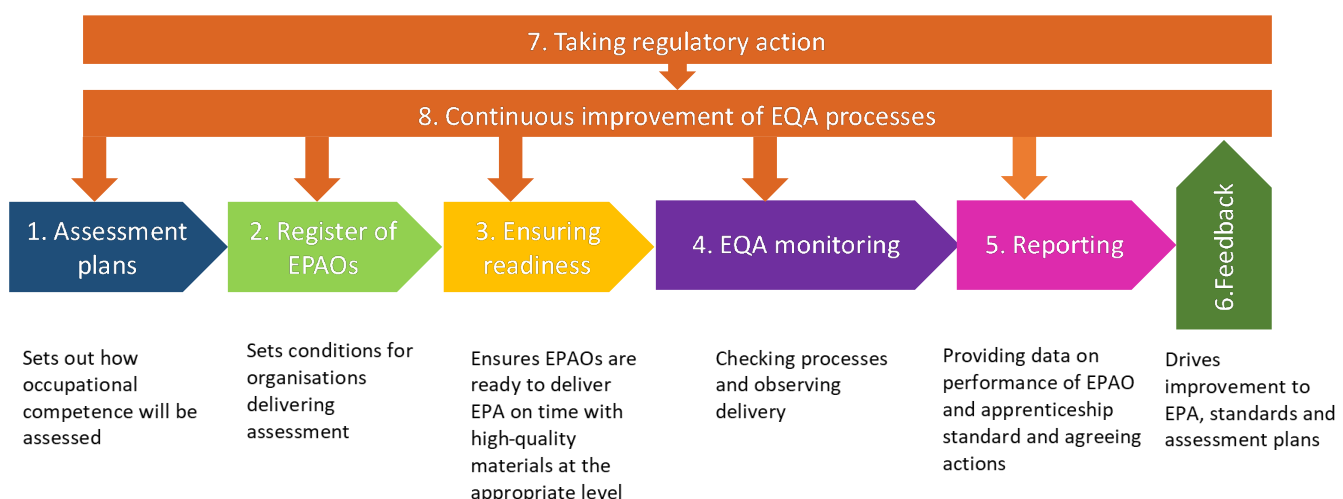 7. Taking regulatory action
8. Continuous improvement of EQA processes
1. Assessment
plans
2. Register of
EPAOs
3. Ensuring
readiness
4. EQA monitoring
5. Reporting
6.Feedback
Sets out how
occupational
competence will be
assessed
Sets conditions for
organisations
delivering
assessment
Ensures EPAOs are
ready to deliver
EPA on time with
high-quality
materials at the
appropriate level
Checking processes
and observing
delivery
Providing data on
performance of EPAO
and apprenticeship
standard and agreeing
actions
Drives
improvement to
EPA, standards and
assessment plans